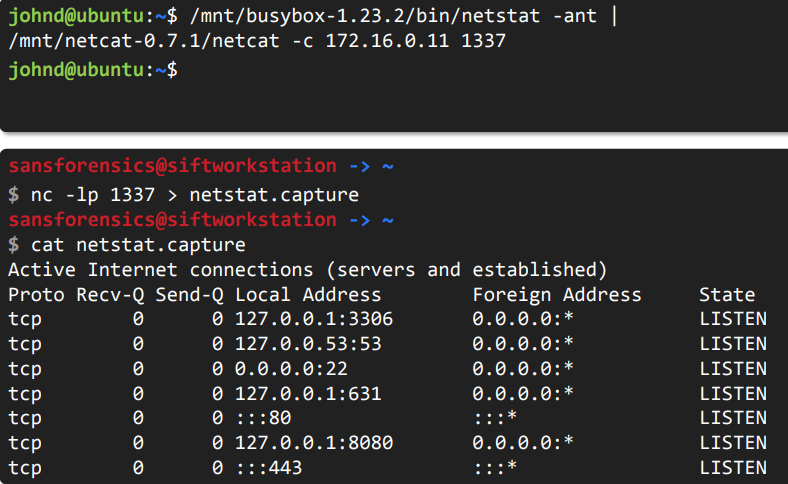 johnd@ubuntu:~$ /mnt/busybox-1.23.2/bin/netstat -ant |
/mnt/netcat-0.7.1/netcat -c 172.16.0.11 1337
johnd@ubuntu:~$
sansforensics@siftworkstation -> ~
$ nc -lp 1337 > netstat.capture
sansforensics@siftworkstation -> ~
$ cat netstat.capture
Active Internet connections (servers and established)
Proto Recv-Q Send-Q Local Address Foreign Address State
tcp 0 0 127.0.0.1:3306 0.0.0.0:* LISTEN
tcp 0 0 127.0.0.53:53 0.0.0.0:* LISTEN
tcp 0 0 0.0.0.0:22 0.0.0.0:* LISTEN
tcp 0 0 127.0.0.1:631 0.0.0.0:* LISTEN
tcp 0 0 :::80 :::* LISTEN
tcp 0 0 127.0.0.1:8080 0.0.0.0:* LISTEN
tcp 0 0 :::443 :::* LISTEN